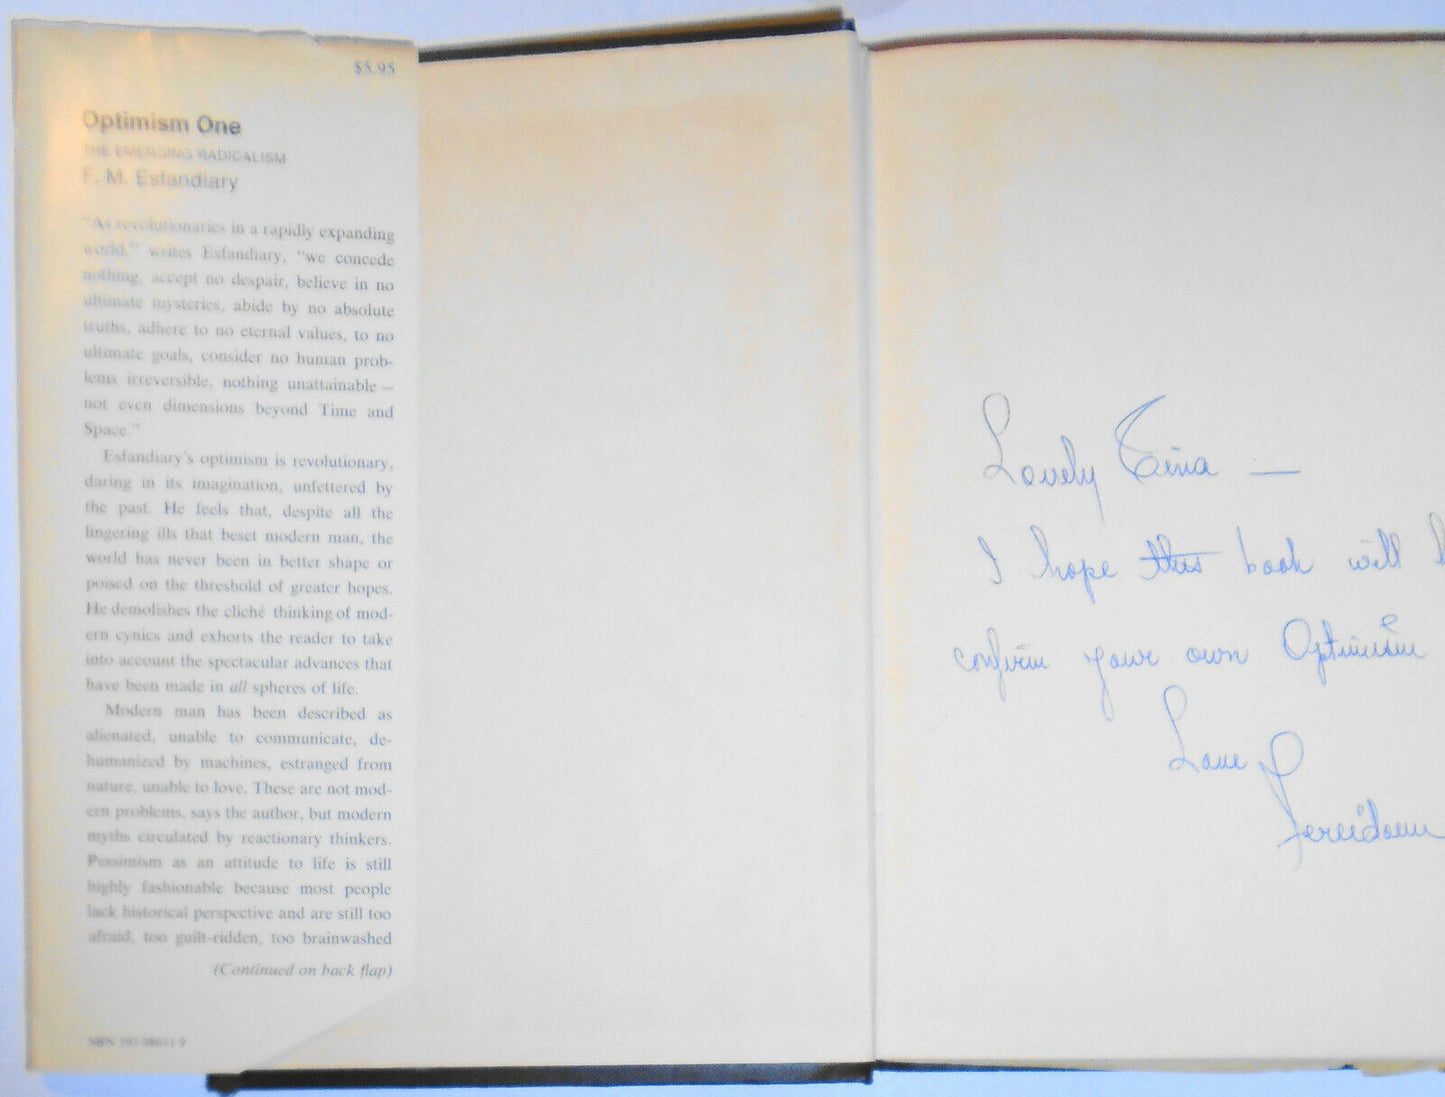 $5.95
Optimism One
THE EMERGING RADICALISM
F. M. Esfandiary
"As revolutionaries in a rapidly expanding
world," writes Esfandiary, "we concede
nothing, accept no despair, believe in no
ultimate mysteries, abide by no absolute
truths, adhere to no eternal values, to no
ultimate goals, consider no human prob-
lems irreversible, nothing unattainable —
not even dimensions beyond Time and
Space."
Esfandiary's optimism is revolutionary,
daring in its imagination, unfettered by
the past. He feels that, despite all the
lingering ills that beset modern man, the
world has never been in better shape or
poised on the threshold of greater hopes.
He demolishes the cliché thinking of mod-
ern cynics and exhorts the reader to take
into account the spectacular advances that
have been made in all spheres of life.
Modern man has been described as
alienated, unable to communicate, de-
humanized by machines, estranged from
nature, unable to love. These are not mod-
ern problems, says the author, but modern
myths circulated by reactionary thinkers.
Pessimism as an attitude to life is still
highly fashionable because most people
lack historical perspective and are still too
afraid, too guilt-ridden, too brainwashed
(Continued on back flap)
SBN 393 08611 9
Lovely Tina —
I hope this book will
confirm your own Optimism
Love
Fereidoun